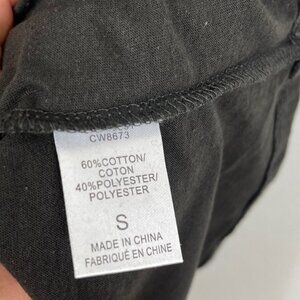 CW8673
60%COTTON/
COTON
40%POLYESTER/
POLYESTER
S
MADE IN CHINA
FABRIQUÉ EN CHINE